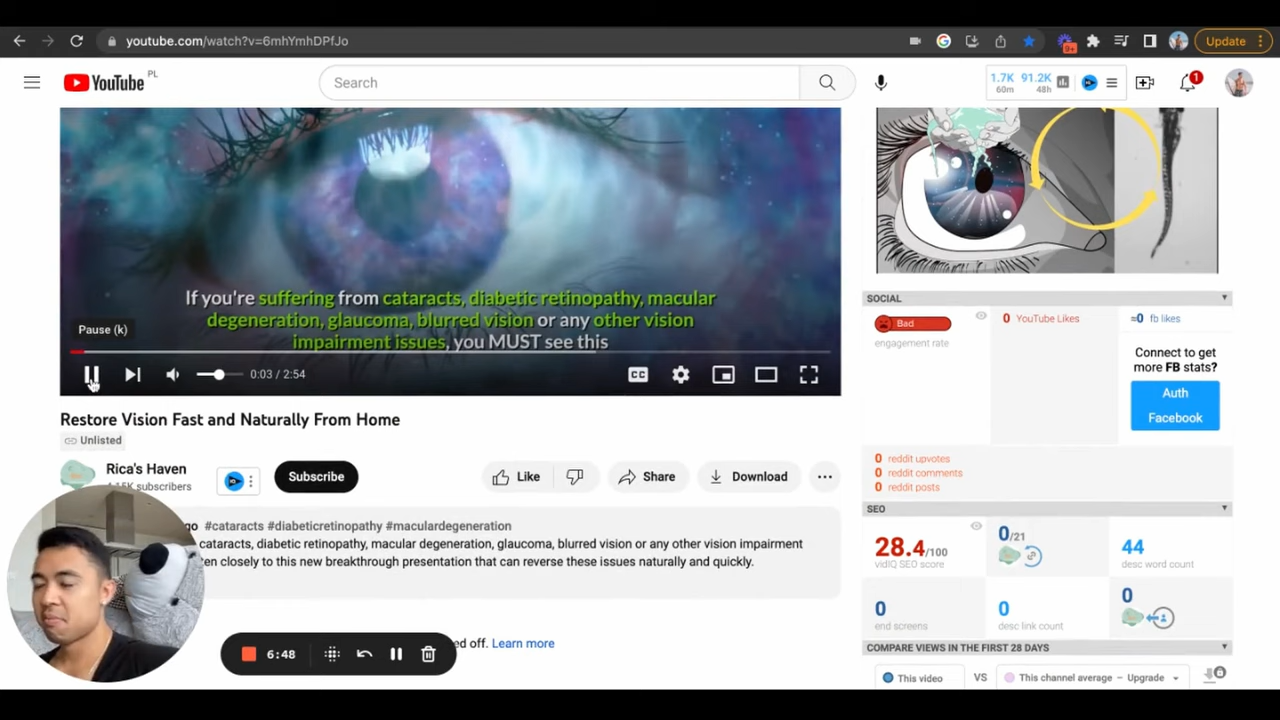 youtube.com/watch?v=6mhYmhDPfJo
9+
Update
YouTube PL
Search
1.7K 91.2K
60m 48h
1
If you're suffering from cataracts, diabetic retinopathy, macular
degeneration, glaucoma, blurred vision or any other vision
impairment issues, you MUST see this
Pause (k)
0:03 / 2:54
CC
Restore Vision Fast and Naturally From Home
Unlisted
Rica's Haven
subscribers
Subscribe
Like
Share
Download
#cataracts #diabeticretinopathy #maculardegeneration
cataracts, diabetic retinopathy, macular degeneration, glaucoma, blurred vision or any other vision impairment
closely to this new breakthrough presentation that can reverse these issues naturally and quickly.
6:48
Learn more
SOCIAL
Bad
engagement rate
0 YouTube Likes
≈0 fb likes
Connect to get
more FB stats?
Auth
Facebook
0 reddit upvotes
0 reddit comments
0 reddit posts
SEO
28.4/100
vidIQ SEO score
0/21
44
desc word count
0
end screens
0
desc link count
0
COMPARE VIEWS IN THE FIRST 28 DAYS
This video
VS
This channel average – Upgrade